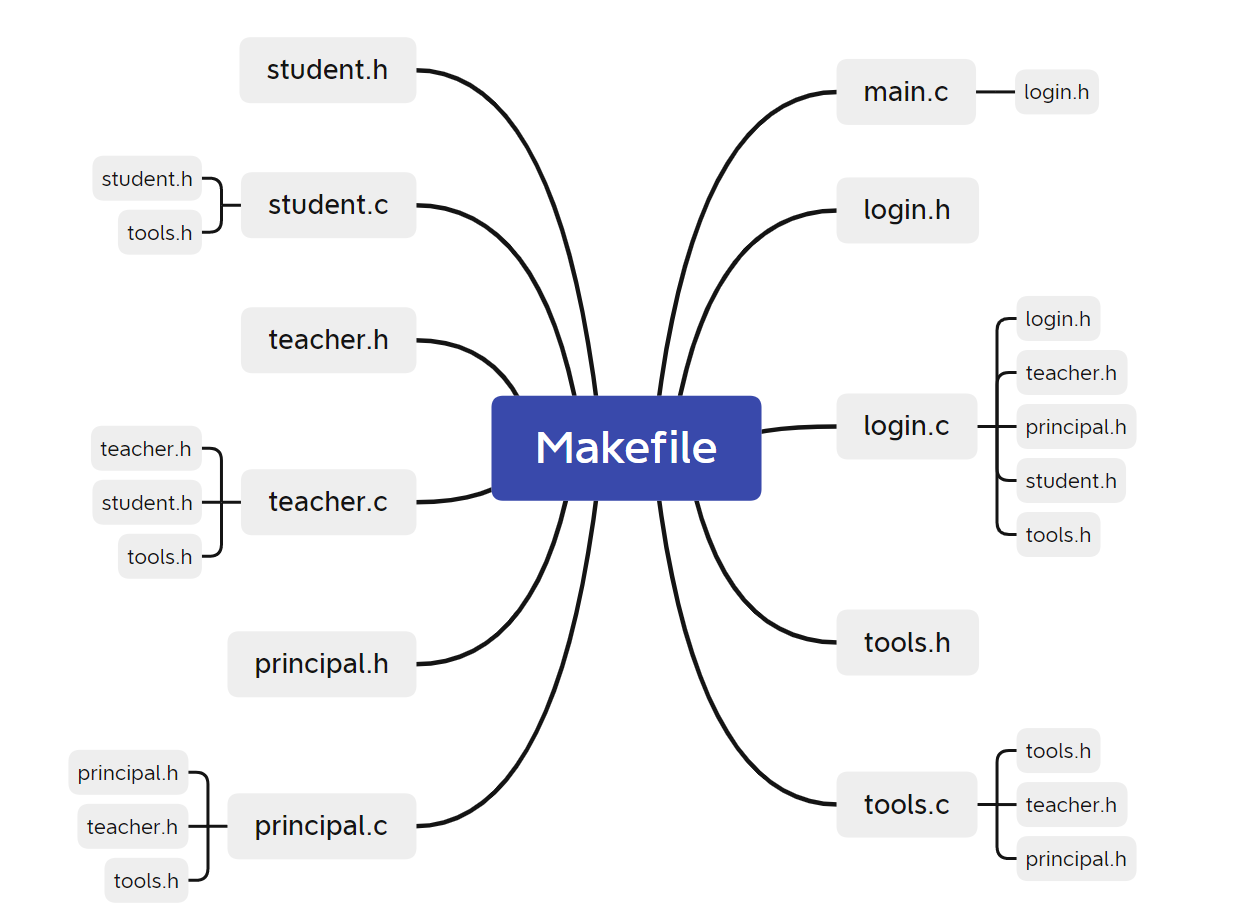 Makefile
main.c
login.h
login.h
login.c
login.h
teacher.h
principal.h
student.h
tools.h
tools.h
tools.c
tools.h
teacher.h
principal.h
student.h
student.c
student.h
tools.h
teacher.h
teacher.c
teacher.h
student.h
tools.h
principal.h
principal.c
principal.h
teacher.h
tools.h